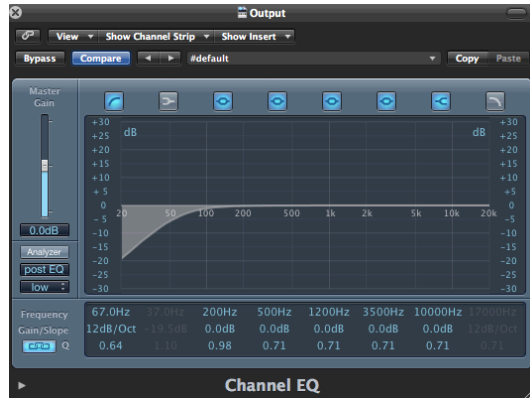 Output
View Show Channel Strip Show Insert
Bypass Compare #default Copy Paste
Master
Gain
+30 +30
+25 dB dB +25
+20 +20
+15 +15
+10 +10
+ 5 + 5
0 0
20 50 100 200 500 1k 2k 5k 10k 20k
- 5 - 5
0.0dB
-10 -10
-15 -15
Analyzer
-20 -20
post EQ
-25 -25
low
-30 -30
Frequency 67.0Hz 37.0Hz 200Hz 500Hz 1200Hz 3500Hz 10000Hz 17000Hz
Gain/Slope 12dB/Oct -19.5dB 0.0dB 0.0dB 0.0dB 0.0dB 0.0dB 12dB/Oct
Q 0.64 1.10 0.98 0.71 0.71 0.71 0.71 0.71
Channel EQ